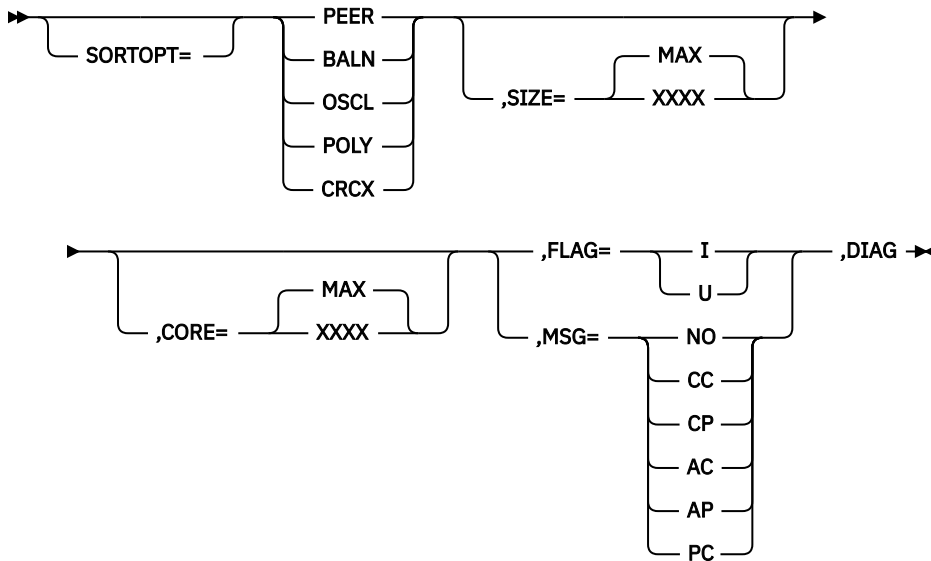 PEER
SORTOPT=
BALN
MAX
,SIZE=
OSCL
XXXX
POLY
CRCX
,FLAG=
I
,DIAG
U
MAX
,CORE=
XXXX
,MSG=
NO
CC
CP
AC
AP
PC